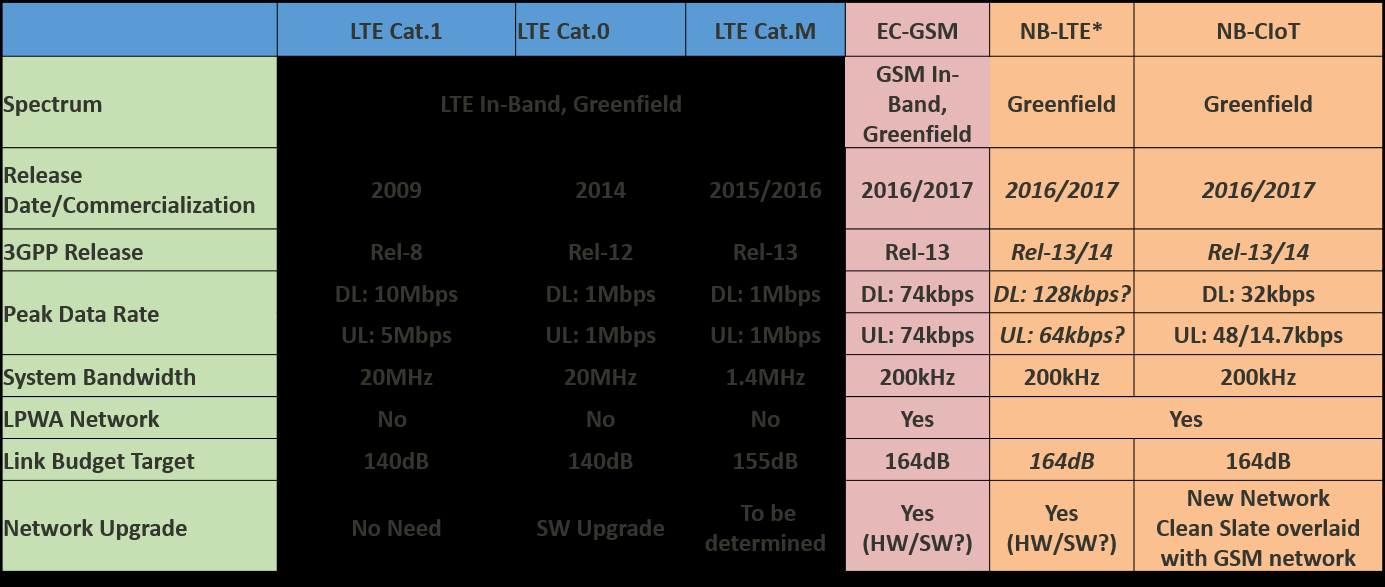 LTE Cat.1 LTE Cat.0 LTE Cat.M EC-GSM NB-LTE* NB-CIoT
Spectrum LTE In-Band, Greenfield GSM In-
Band,
Greenfield Greenfield Greenfield
Release
Date/Commercialization 2009 2014 2015/2016 2016/2017 2016/2017 2016/2017
3GPP Release Rel-8 Rel-12 Rel-13 Rel-13 Rel-13/14 Rel-13/14
Peak Data Rate
DL: 10Mbps DL: 1Mbps DL: 1Mbps DL: 74kbps DL: 128kbps? DL: 32kbps
UL: 5Mbps UL: 1Mbps UL: 1Mbps UL: 74kbps UL: 64kbps? UL: 48/14.7kbps
System Bandwidth 20MHz 20MHz 1.4MHz 200kHz 200kHz 200kHz
LPWA Network No No No Yes Yes
Link Budget Target 140dB 140dB 155dB 164dB 164dB 164dB
Network Upgrade No Need SW Upgrade To be
determined Yes
(HW/SW?) Yes
(HW/SW?) New Network
Clean Slate overlaid
with GSM network